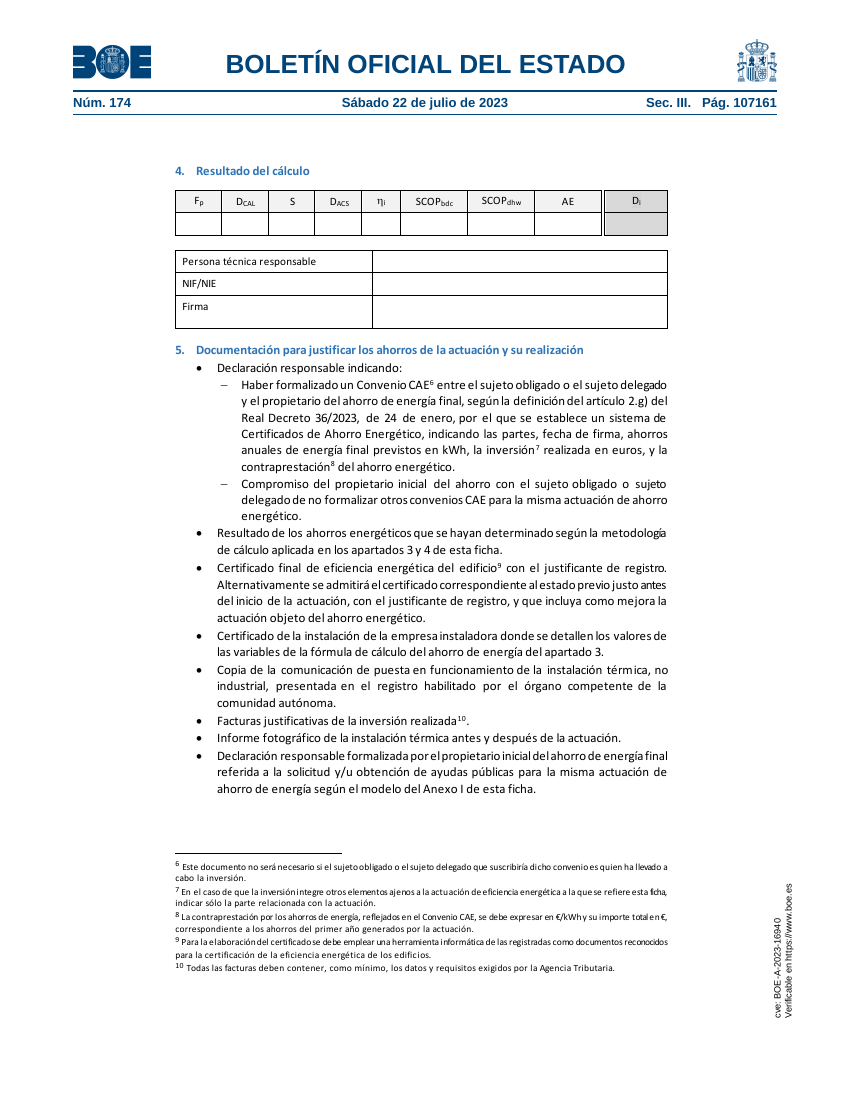 BOE
BOLETÍN OFICIAL DEL ESTADO
Núm. 174 Sábado 22 de julio de 2023 Sec. III. Pág. 107161
4. Resultado del cálculo
Fp DCAL S DACS ηi SCOPbdc SCOPdhw AE Di
Persona técnica responsable
NIF/NIE
Firma
5. Documentación para justificar los ahorros de la actuación y su realización
• Declaración responsable indicando:
– Haber formalizado un Convenio CAE⁶ entre el sujeto obligado o el sujeto delegado
y el propietario del ahorro de energía final, según la definición del artículo 2.g) del
Real Decreto 36/2023, de 24 de enero, por el que se establece un sistema de
Certificados de Ahorro Energético, indicando las partes, fecha de firma, ahorros
anuales de energía final previstos en kWh, la inversión⁷ realizada en euros, y la
contraprestación⁸ del ahorro energético.
– Compromiso del propietario inicial del ahorro con el sujeto obligado o sujeto
delegado de no formalizar otros convenios CAE para la misma actuación de ahorro
energético.
• Resultado de los ahorros energéticos que se hayan determinado según la metodología
de cálculo aplicada en los apartados 3 y 4 de esta ficha.
• Certificado final de eficiencia energética del edificio⁹ con el justificante de registro.
Alternativamente se admitirá el certificado correspondiente al estado previo justo antes
del inicio de la actuación, con el justificante de registro, y que incluya como mejora la
actuación objeto del ahorro energético.
• Certificado de la instalación de la empresa instaladora donde se detallen los valores de
las variables de la fórmula de cálculo del ahorro de energía del apartado 3.
• Copia de la comunicación de puesta en funcionamiento de la instalación térmica, no
industrial, presentada en el registro habilitado por el órgano competente de la
comunidad autónoma.
• Facturas justificativas de la inversión realizada¹⁰.
• Informe fotográfico de la instalación térmica antes y después de la actuación.
• Declaración responsable formalizada por el propietario inicial del ahorro de energía final
referida a la solicitud y/u obtención de ayudas públicas para la misma actuación de
ahorro de energía según el modelo del Anexo I de esta ficha.
⁶ Este documento no será necesario si el sujeto obligado o el sujeto delegado que suscribiría dicho convenio es quien ha llevado a
cabo la inversión.
⁷ En el caso de que la inversión integre otros elementos ajenos a la actuación de eficiencia energética a la que se refiere esta ficha,
indicar sólo la parte relacionada con la actuación.
⁸ La contraprestación por los ahorros de energía, reflejados en el Convenio CAE, se debe expresar en €/kWh y su importe total en €,
correspondiente a los ahorros del primer año generados por la actuación.
⁹ Para la elaboración del certificado se debe emplear una herramienta informática de las registradas como documentos reconocidos
para la certificación de la eficiencia energética de los edificios.
¹⁰ Todas las facturas deben contener, como mínimo, los datos y requisitos exigidos por la Agencia Tributaria.
cve: BOE-A-2023-16940
Verificable en https://www.boe.es